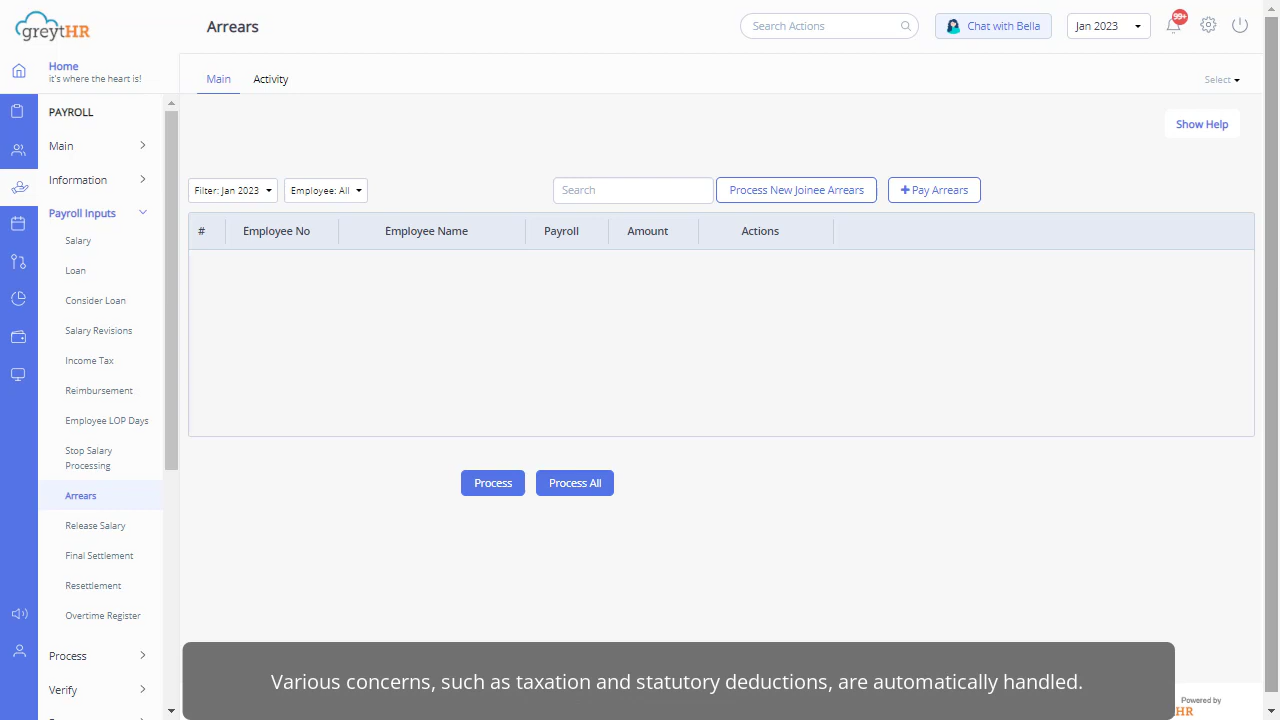 greytHR
Arrears
Search Actions
Chat with Bella
Jan 2023
99+
Home
it's where the heart is!
Main
Activity
Select
PAYROLL
Show Help
Main
Information
Filter: Jan 2023
Employee: All
Search
Process New Joinee Arrears
+ Pay Arrears
Payroll Inputs
# Employee No Employee Name Payroll Amount Actions
Salary
Loan
Consider Loan
Salary Revisions
Income Tax
Reimbursement
Employee LOP Days
Stop Salary
Processing
Process
Process All
Arrears
Release Salary
Final Settlement
Resettlement
Overtime Register
Process
Verify
Various concerns, such as taxation and statutory deductions, are automatically handled.
Powered by
HR